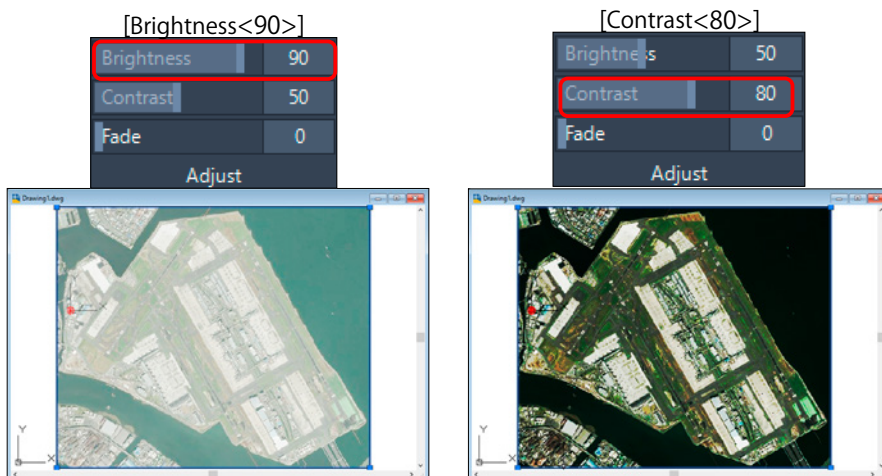 [Brightness<90>]
Brightness 90
Contrast 50
Fade 0
Adjust
Drawing1.dwg
Y
X
[Contrast<80>]
Brightness 50
Contrast 80
Fade 0
Adjust
Drawing1.dwg
Y
X